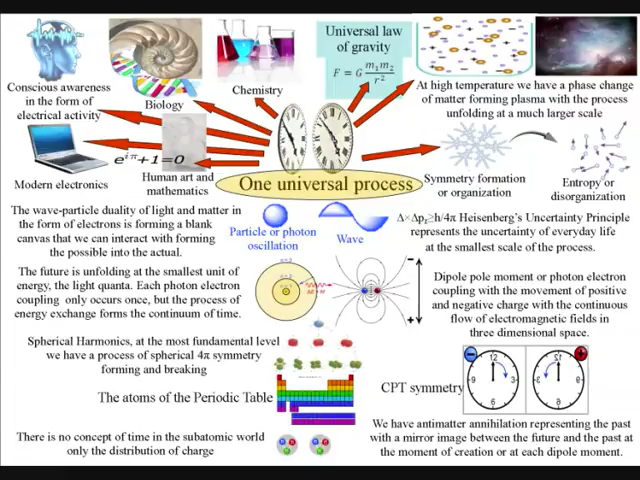 Universal law
of gravity
F = G m₁m₂/r²
Conscious awareness
in the form of
electrical activity
Biology
Chemistry
At high temperature we have a phase change
of matter forming plasma with the process
unfolding at a much larger scale
Modern electronics
e^iπ+1=0
Human art and
mathematics
One universal process
Symmetry formation
or organization
Entropy or
disorganization
The wave-particle duality of light and matter in
the form of electrons is forming a blank
canvas that we can interact with forming
the possible into the actual.
Particle or photon
oscillation
Wave
Δ×Δpₓ≥h/4π Heisenberg's Uncertainty Principle
represents the uncertainty of everyday life
at the smallest scale of the process.
The future is unfolding at the smallest unit of
energy, the light quanta. Each photon electron
coupling only occurs once, but the process of
energy exchange forms the continuum of time.
Dipole pole moment or photon electron
coupling with the movement of positive
and negative charge with the continuous
flow of electromagnetic fields in
three dimensional space.
Spherical Harmonics, at the most fundamental level
we have a process of spherical 4π symmetry
forming and breaking
The atoms of the Periodic Table
CPT symmetry
12
3
6
9
12
3
6
9
There is no concept of time in the subatomic world
only the distribution of charge
We have antimatter annihilation representing the past
with a mirror image between the future and the past at
the moment of creation or at each dipole moment.